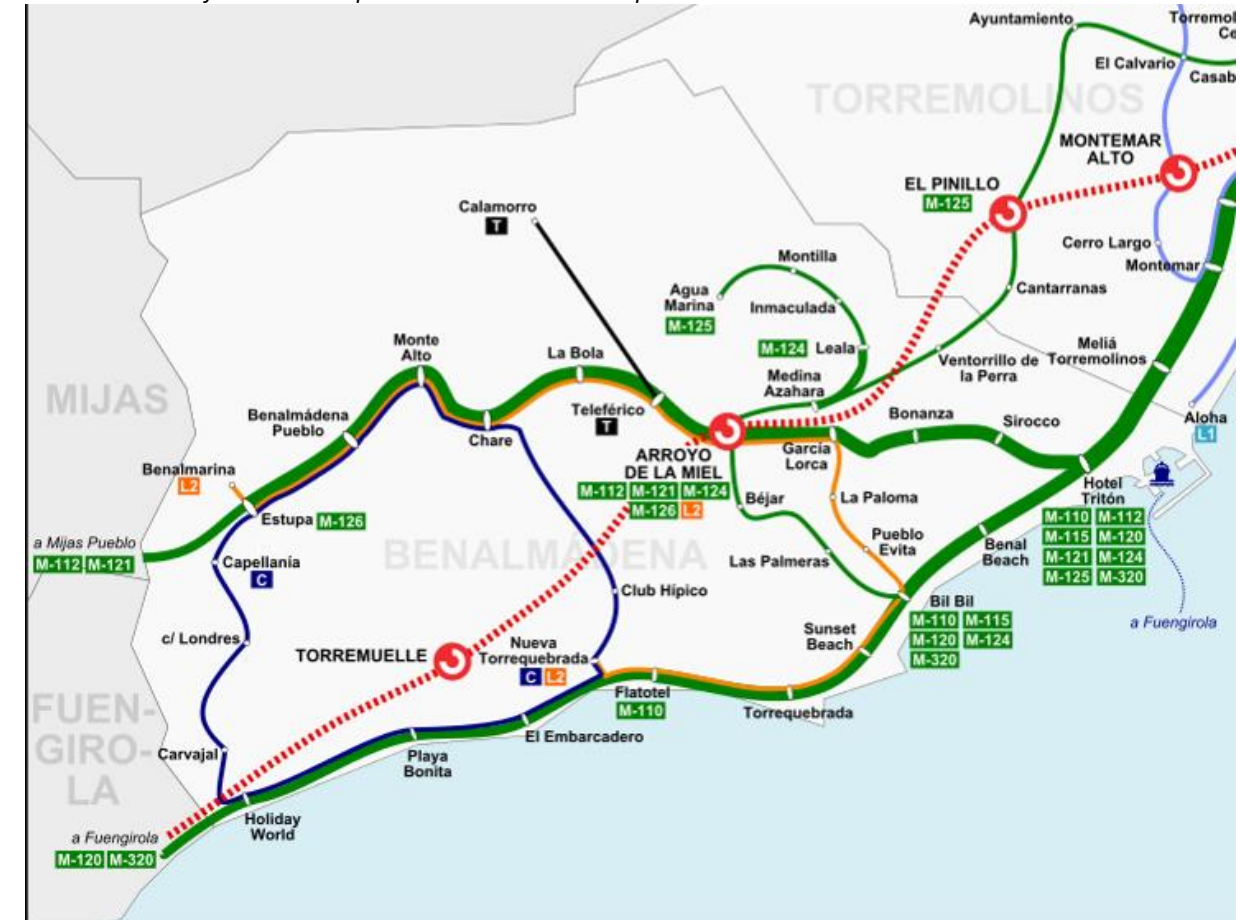 Ayuntamiento
El Calvario
TORREMOLINOS
MONTEMAR
ALTO
EL PINILLO
M-125
Calamorro
T
Cerro Largo
Montemar
Montilla
Agua
Marina
M-125
Inmaculada
Cantarranas
Monte
Alto
La Bola
M-124 Leala
Meliá
Torremolinos
Ventorrillo de
la Perra
Medina
Azahara
MIJAS
Teleférico
T
Benalmádena
Pueblo
Chare
Bonanza
Sirocco
Aloha
L1
García
Lorca
ARROYO
DE LA MIEL
M-112 M-121 M-124
M-126 L2
Benalmarina
L2
Hotel
Tritón
M-110 M-112
M-115 M-120
M-121 M-124
M-125 M-320
Béjar
La Paloma
Estupa M-126
a Mijas Pueblo
M-112 M-121
Pueblo
Evita
Benal
Beach
BENALMÁDENA
Capellanía
C
Las Palmeras
Club Hípico
Bil Bil
M-110 M-115
M-120 M-124
M-320
a Fuengirola
c/ Londres
Sunset
Beach
TORREMUELLE
Nueva
Torrequebrada
C L2
Flatotel
M-110
Torrequebrada
FUEN-
GIRO-
LA
El Embarcadero
Carvajal
Playa
Bonita
Holiday
World
a Fuengirola
M-120 M-320